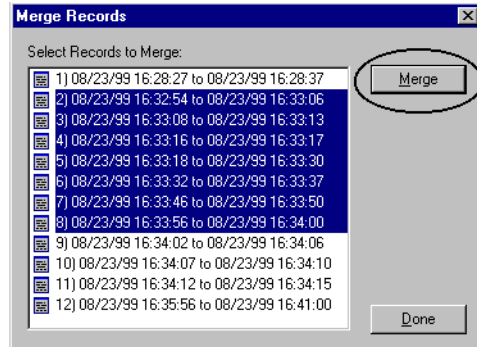 Merge Records
Select Records to Merge:
1) 08/23/99 16:28:27 to 08/23/99 16:28:37
2) 08/23/99 16:32:54 to 08/23/99 16:33:06
3) 08/23/99 16:33:08 to 08/23/99 16:33:13
4) 08/23/99 16:33:16 to 08/23/99 16:33:17
5) 08/23/99 16:33:18 to 08/23/99 16:33:30
6) 08/23/99 16:33:32 to 08/23/99 16:33:37
7) 08/23/99 16:33:46 to 08/23/99 16:33:50
8) 08/23/99 16:33:56 to 08/23/99 16:34:00
9) 08/23/99 16:34:02 to 08/23/99 16:34:06
10) 08/23/99 16:34:07 to 08/23/99 16:34:10
11) 08/23/99 16:34:12 to 08/23/99 16:34:15
12) 08/23/99 16:35:56 to 08/23/99 16:41:00
Merge
Done